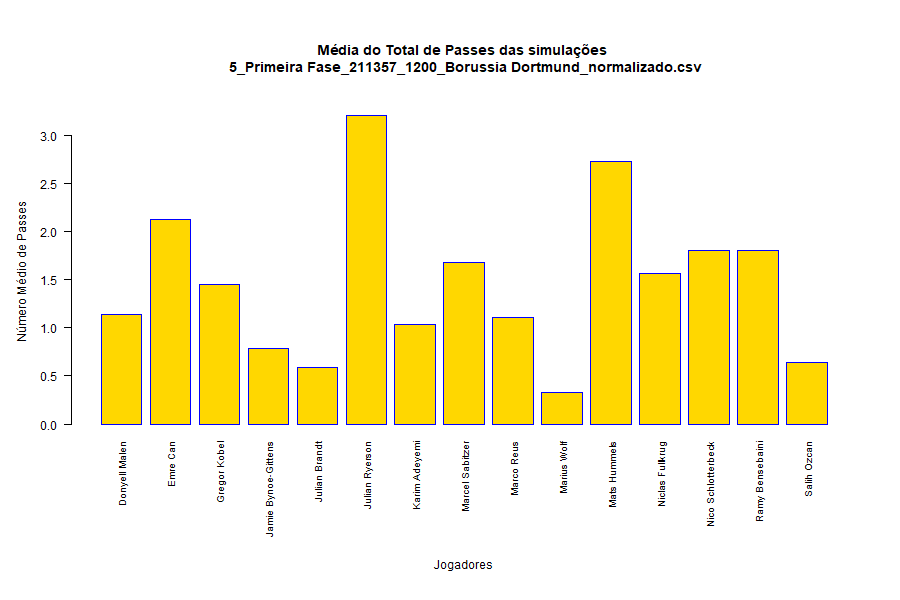 Média do Total de Passes das simulações
5_Primeira Fase_211357_1200_Borussia Dortmund_normalizado.csv
Número Médio de Passes
3.0
2.5
2.0
1.5
1.0
0.5
0.0
Donyell Malen
Emre Can
Gregor Kobel
Jamie Bynoe-Gittens
Julian Brandt
Julian Ryerson
Karim Adeyemi
Marcel Sabitzer
Marco Reus
Marius Wolf
Mats Hummels
Niclas Fullkrug
Nico Schlotterbeck
Ramy Bensebaini
Salih Ozcan
Jogadores